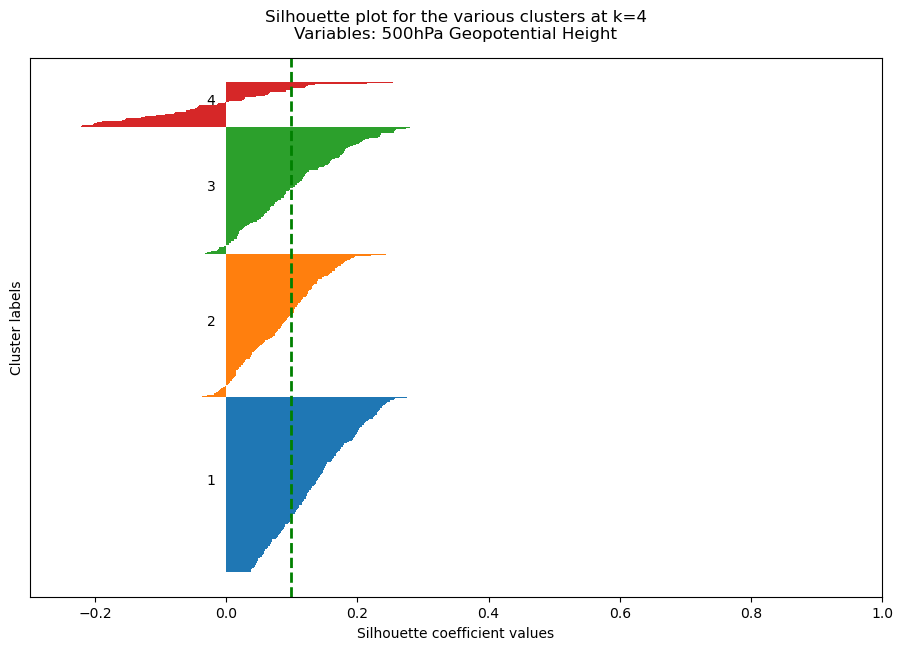 Silhouette plot for the various clusters at k=4
Variables: 500hPa Geopotential Height
4
3
2
1
Cluster labels
−0.2 0.0 0.2 0.4 0.6 0.8 1.0
Silhouette coefficient values